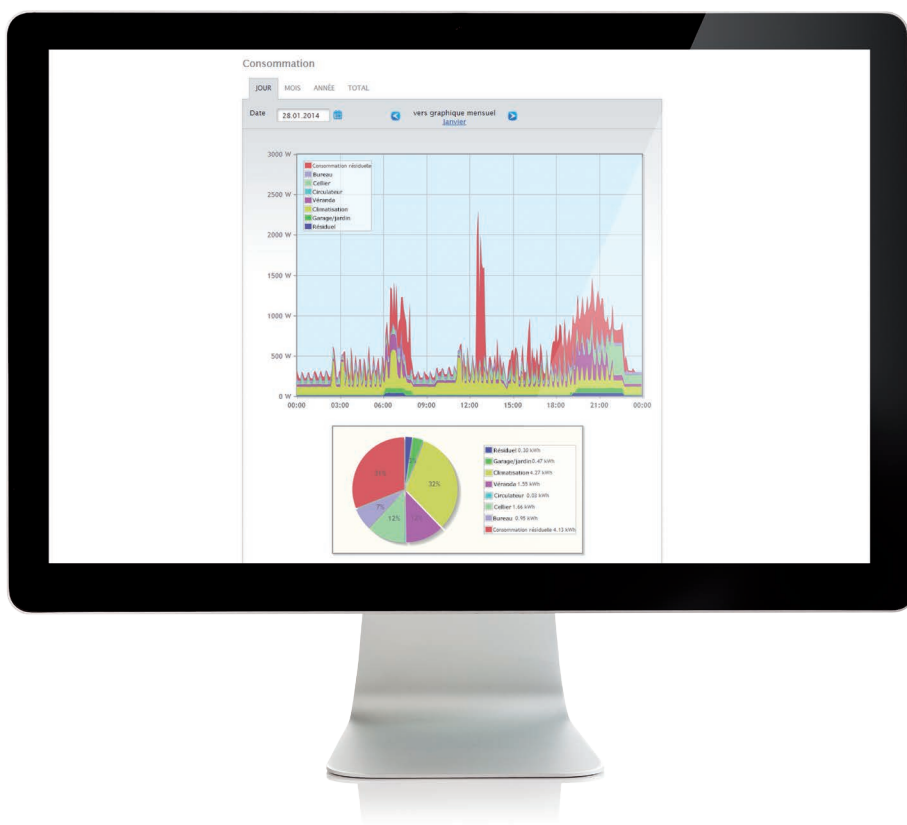 Consommation
JOUR MOIS ANNÉE TOTAL
Date 28.01.2014 vers graphique mensuel
Janvier
3000 W
2500 W
2000 W
1500 W
1000 W
500 W
0 W
Consommation résiduelle
Bureau
Cellier
Circulateur
Véranda
Climatisation
Garage/jardin
Résiduel
00:00 03:00 06:00 09:00 12:00 15:00 18:00 21:00 00:00
32%
12%
7%
Résiduel 0.30 kWh
Garage/jardin 0.47 kWh
Climatisation 4.27 kWh
Véranda 1.55 kWh
Circulateur 0.03 kWh
Cellier 1.66 kWh
Bureau 0.95 kWh
Consommation résiduelle 4.13 kWh